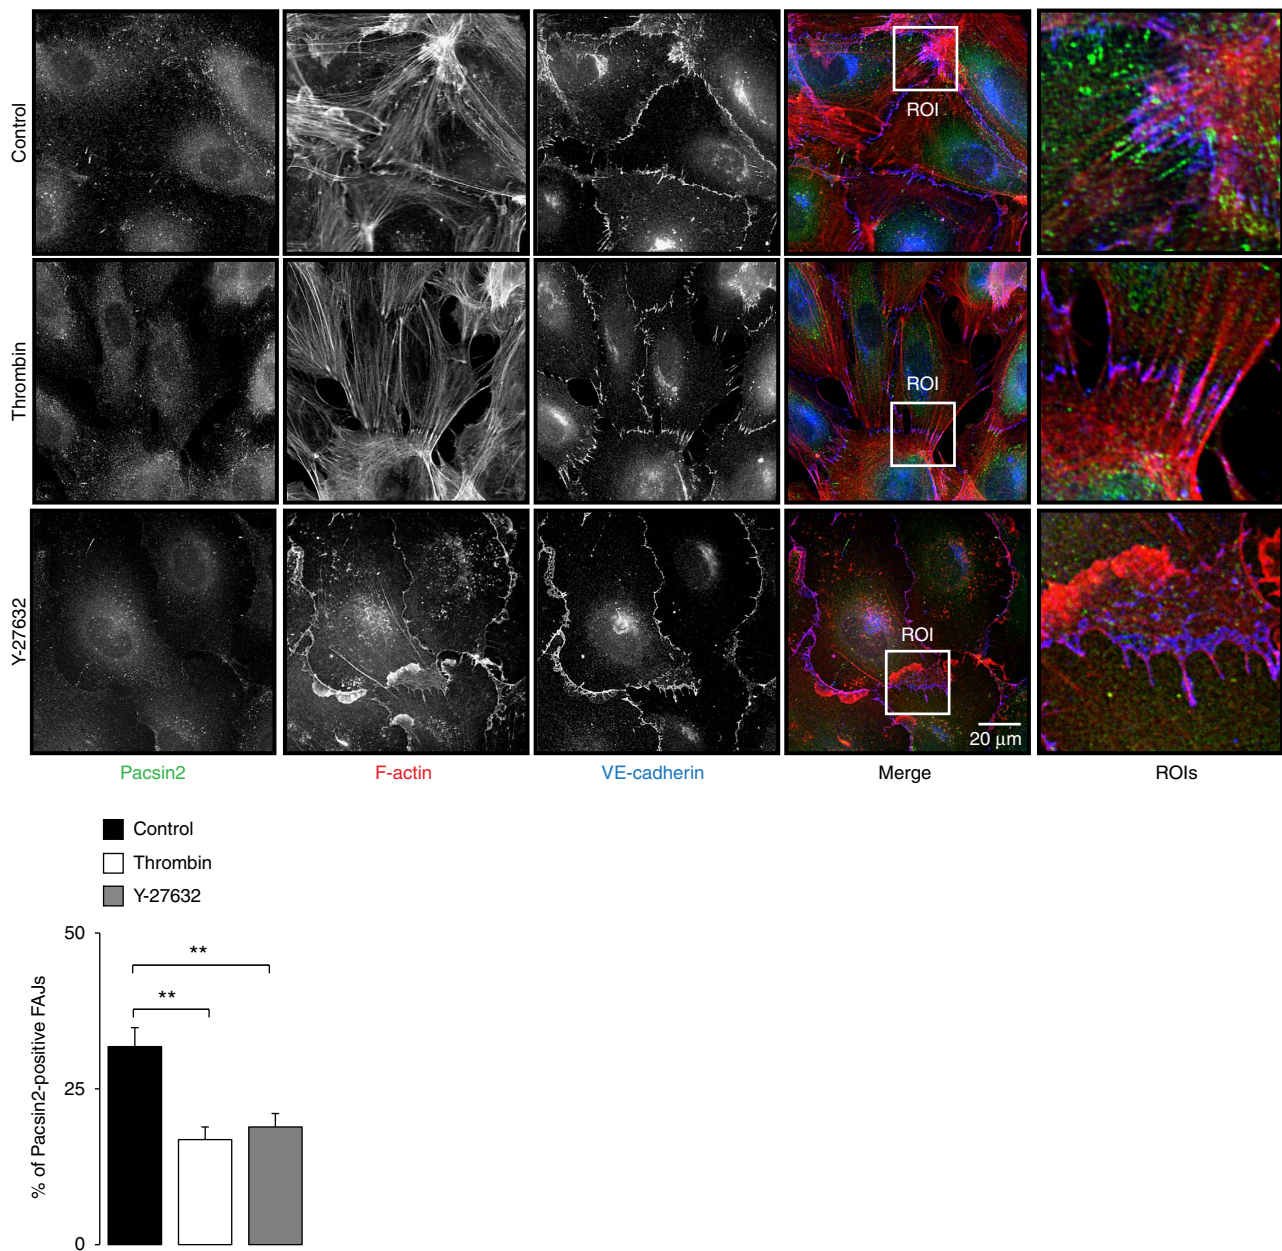 Control
ROI
Thrombin
ROI
Y-27632
ROI
20 μm
Pacsin2
F-actin
VE-cadherin
Merge
ROIs
Control
Thrombin
Y-27632
% of Pacsin2-positive FAJs
50
25
0
**
**